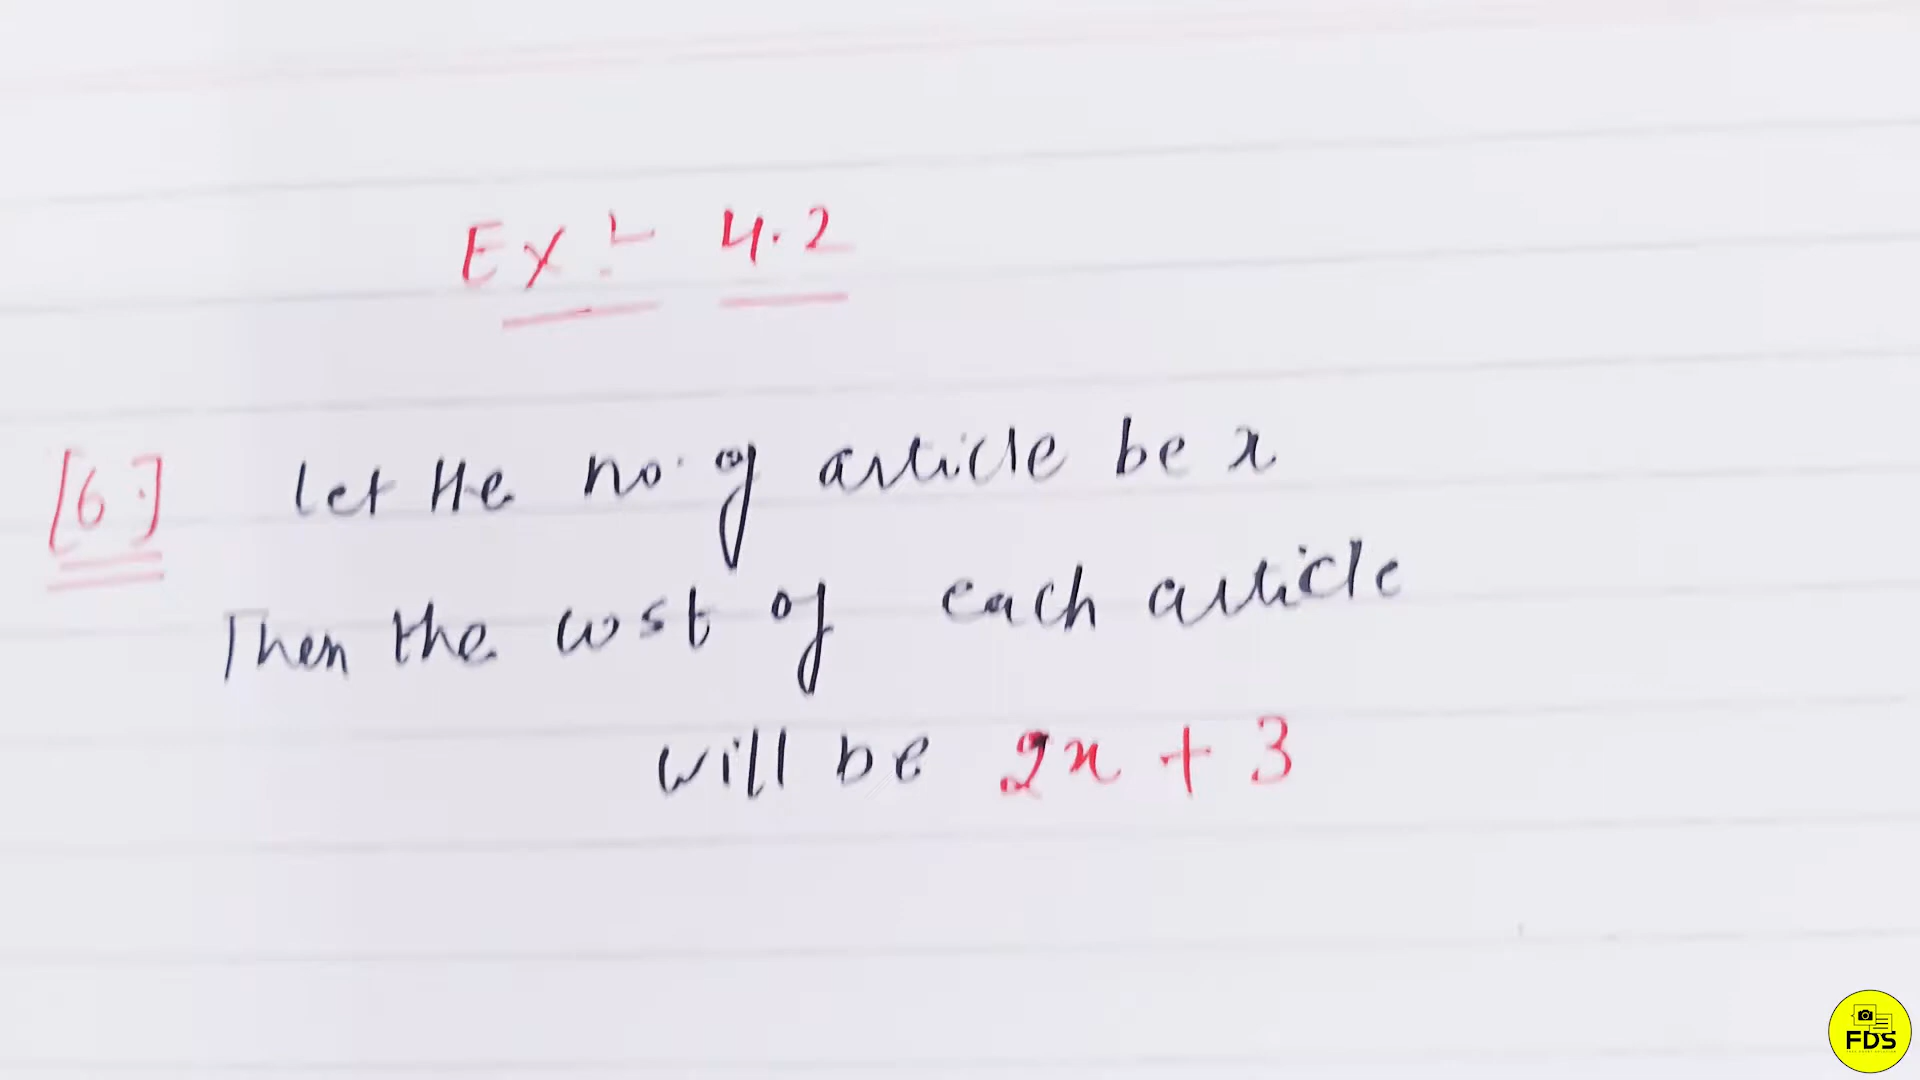 Ex:- 4.2
[6.] Let the no. of article be x
Then the cost of each article
will be 2x + 3
FDS